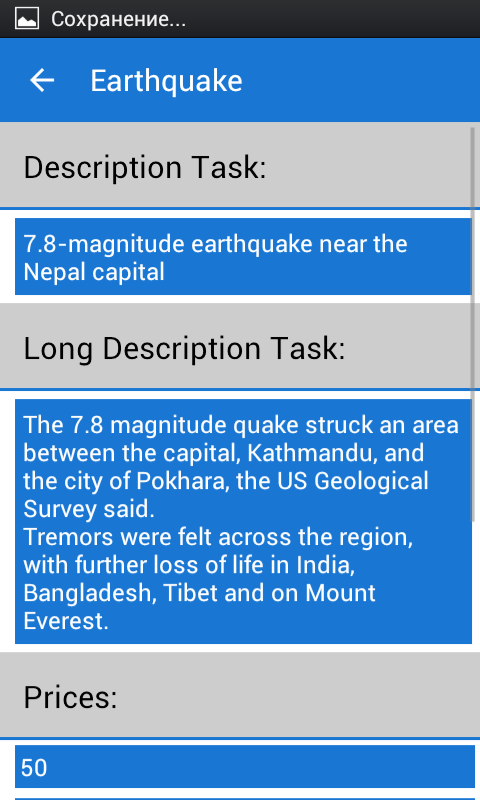 Сохранение...
Earthquake
Description Task:
7.8-magnitude earthquake near the
Nepal capital
Long Description Task:
The 7.8 magnitude quake struck an area
between the capital, Kathmandu, and
the city of Pokhara, the US Geological
Survey said.
Tremors were felt across the region,
with further loss of life in India,
Bangladesh, Tibet and on Mount
Everest.
Prices:
50